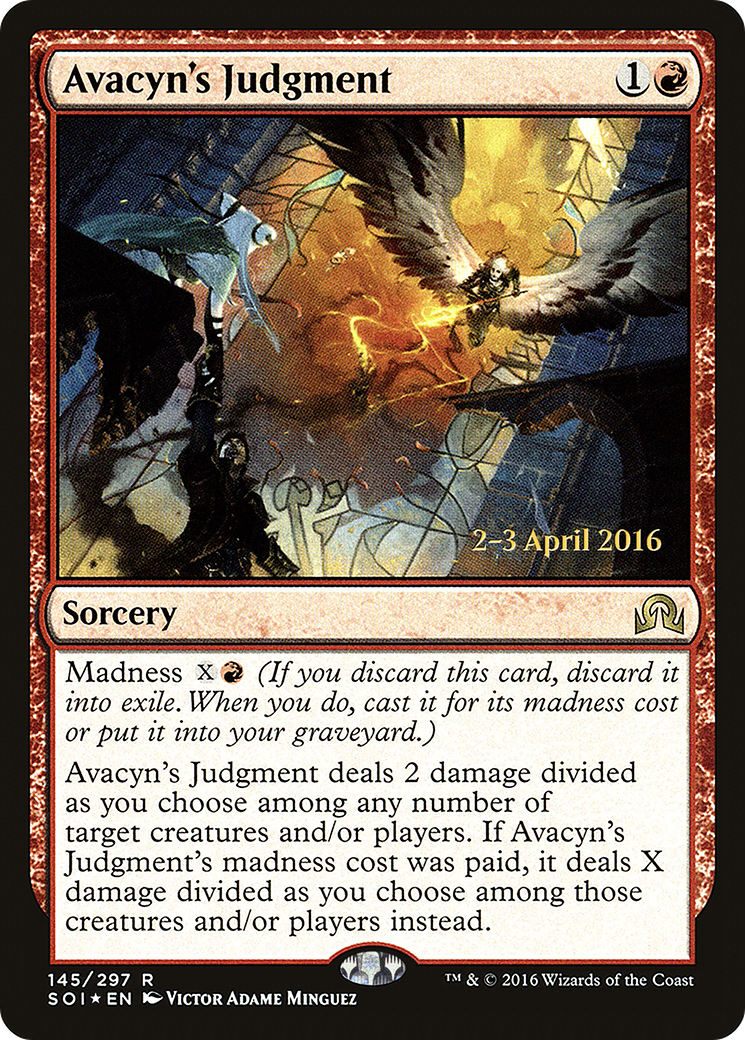 Avacyn's Judgment 1
2–3 April 2016
Sorcery
Madness X (If you discard this card, discard it
into exile. When you do, cast it for its madness cost
or put it into your graveyard.)
Avacyn's Judgment deals 2 damage divided
as you choose among any number of
target creatures and/or players. If Avacyn's
Judgment's madness cost was paid, it deals X
damage divided as you choose among those
creatures and/or players instead.
145/297 R
SOI★EN Victor Adame Minguez
™ & © 2016 Wizards of the Coast